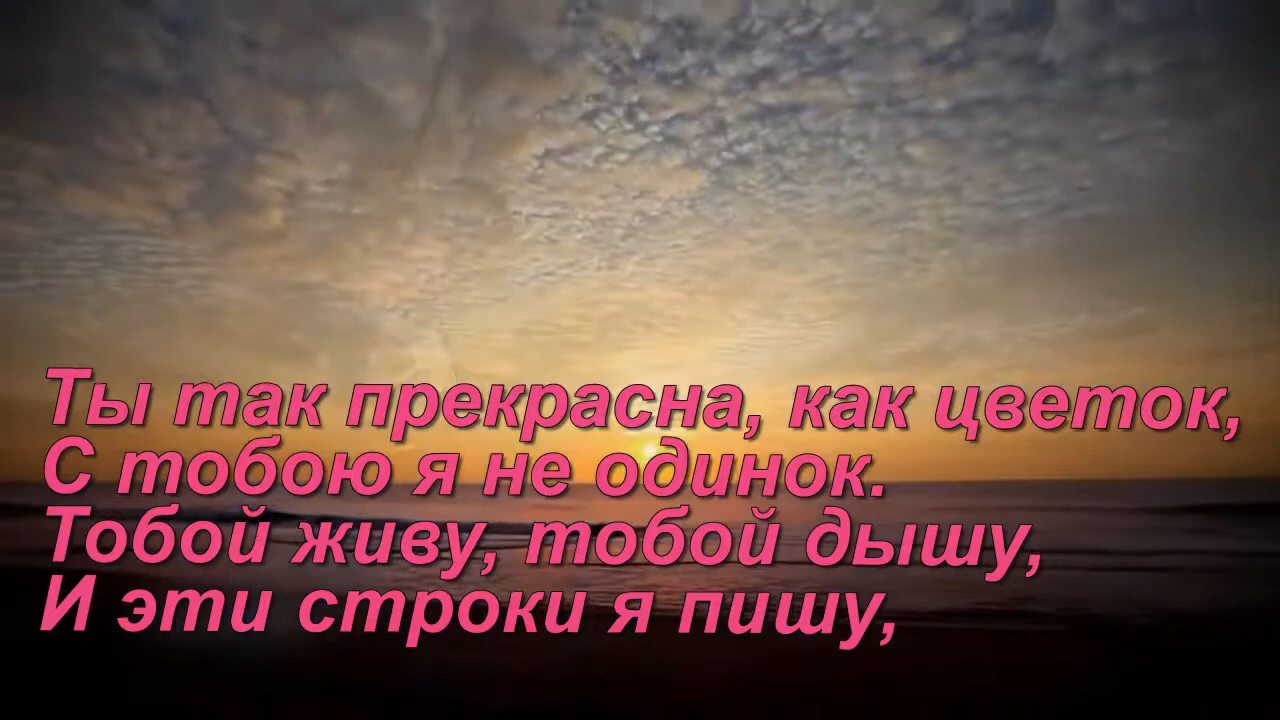 Ты так прекрасна, как цветок,
С тобою я не одинок.
Тобой живу, тобой дышу,
И эти строки я пишу,